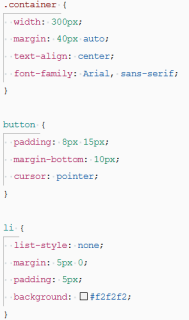 .container {
width: 300px;
margin: 40px auto;
text-align: center;
font-family: Arial, sans-serif;
}
button {
padding: 8px 15px;
margin-bottom: 10px;
cursor: pointer;
}
li {
list-style: none;
margin: 5px 0;
padding: 5px;
background: #f2f2f2;
}